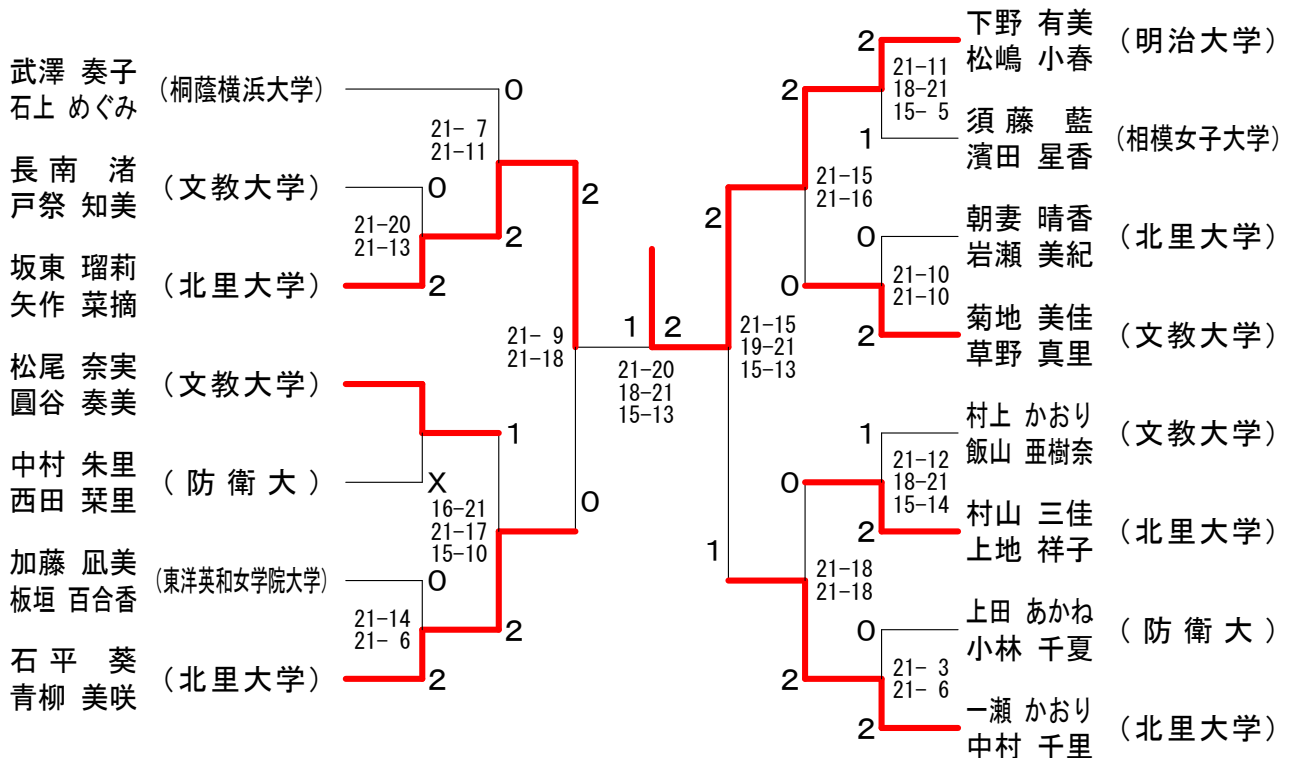 武澤 奏子
石上 めぐみ
(桐蔭横浜大学)
0
21- 7
21-11
長南 渚
戸祭 知美
(文教大学)
0
21-20
21-13
2
2
坂東 瑠莉
矢作 菜摘
(北里大学)
2
21- 9
21-18
松尾 奈実
圓谷 奏美
(文教大学)
1
中村 朱里
西田 栞里
(防衛大)
X
16-21
21-17
15-10
0
加藤 凪美
板垣 百合香
(東洋英和女学院大学)
0
21-14
21- 6
2
石平 葵
青柳 美咲
(北里大学)
2
1
2
21-20
18-21
15-13
下野 有美
松嶋 小春
(明治大学)
2
21-11
18-21
15- 5
2
須藤 藍
濱田 星香
(相模女子大学)
1
21-15
21-16
2
朝妻 晴香
岩瀬 美紀
(北里大学)
0
21-10
21-10
0
菊地 美佳
草野 真里
(文教大学)
2
21-15
19-21
15-13
村上 かおり
飯山 亜樹奈
(文教大学)
1
21-12
18-21
15-14
0
村山 三佳
上地 祥子
(北里大学)
2
1
21-18
21-18
上田 あかね
小林 千夏
(防衛大)
0
21- 3
21- 6
2
一瀬 かおり
中村 千里
(北里大学)
2